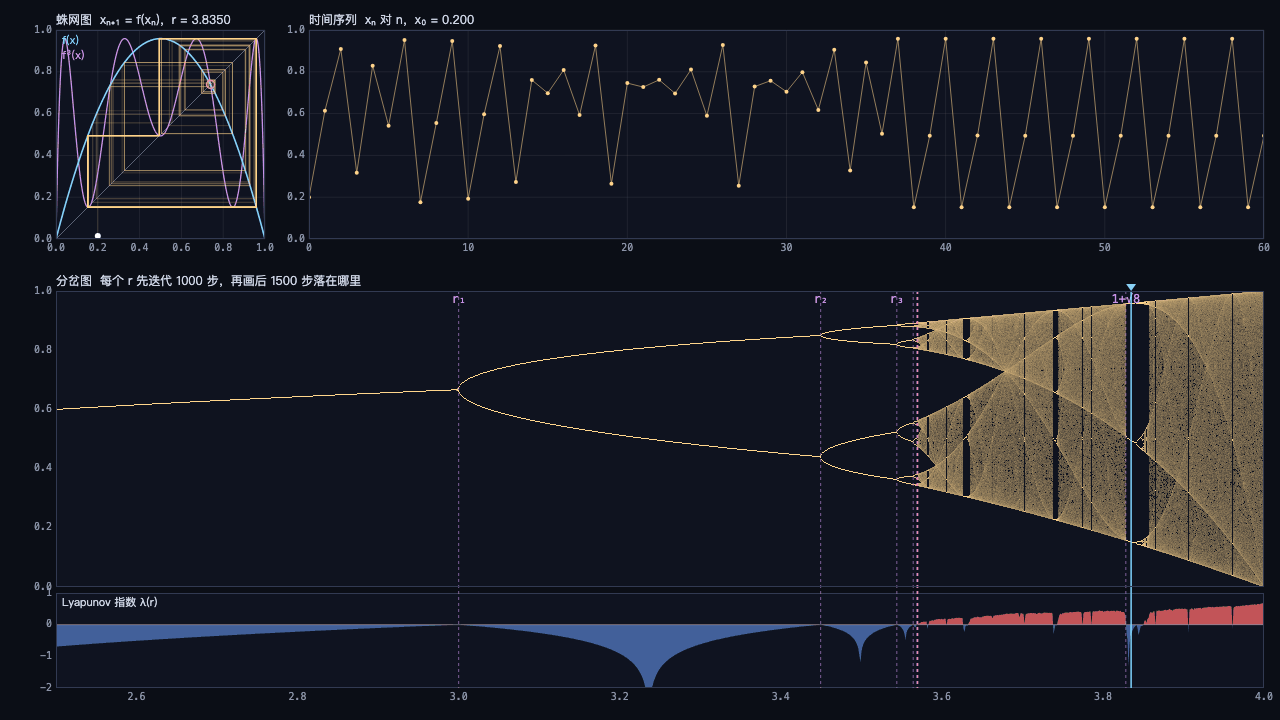 蛛网图 xₙ₊₁ = f(xₙ), r = 3.8350
时间序列 xₙ 对 n, x₀ = 0.200
1.0
0.8
0.6
0.4
0.2
0.0
f(x)
f³(x)
0.0 0.2 0.4 0.6 0.8 1.0
1.0
0.8
0.6
0.4
0.2
0.0
0 10 20 30 40 50 60
分岔图 每个 r 先迭代 1000 步，再画后 1500 步落在哪里
r₁ r₂ r₃ 1+√8
1.0
0.8
0.6
0.4
0.2
0.0
Lyapunov 指数 λ(r)
1
0
−1
−2
2.6 2.8 3.0 3.2 3.4 3.6 3.8 4.0